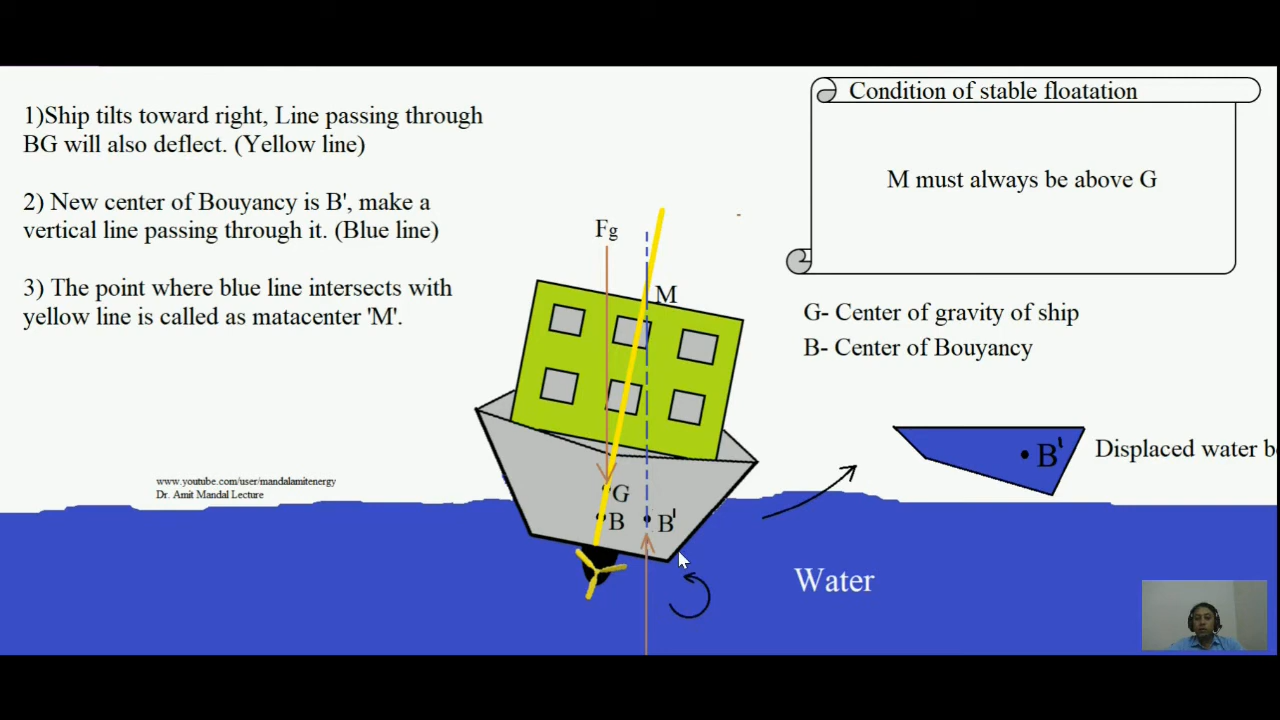 1)Ship tilts toward right, Line passing through
BG will also deflect. (Yellow line)
2) New center of Bouyancy is B', make a
vertical line passing through it. (Blue line)
3) The point where blue line intersects with
yellow line is called as matacenter 'M'.
www.youtube.com/user/mandalamitenergy
Dr. Amit Mandal Lecture
Fg
M
G
B
B'
Condition of stable floatation
M must always be above G
G- Center of gravity of ship
B- Center of Bouyancy
B'
Displaced water
Water